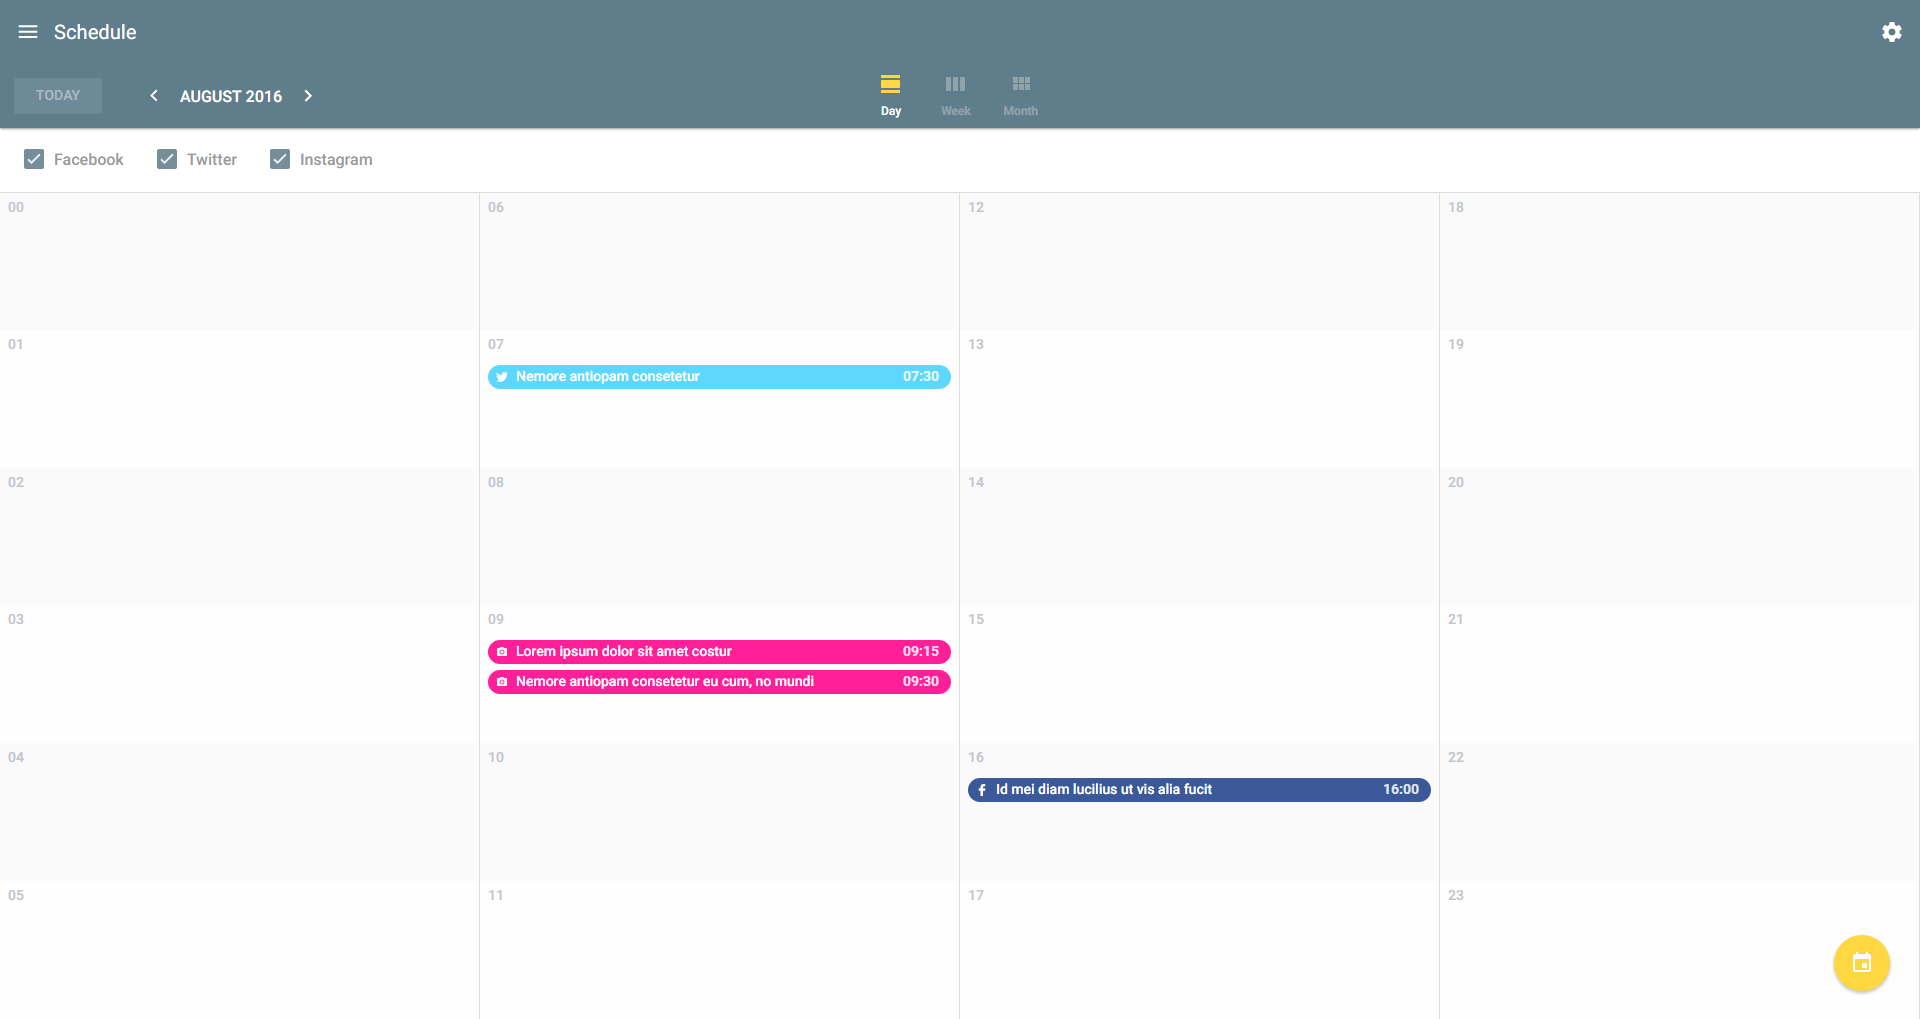 Schedule
TODAY
AUGUST 2016
Day
Week
Month
Facebook
Twitter
Instagram
00
06
12
18
01
07
13
19
Nemore antiopam consetetur 07:30
02
08
14
20
03
09
15
21
Lorem ipsum dolor sit amet costur 09:15
Nemore antiopam consetetur eu cum, no mundi 09:30
04
10
16
22
Id mei diam lucilius ut vis alia fucit 16:00
05
11
17
23